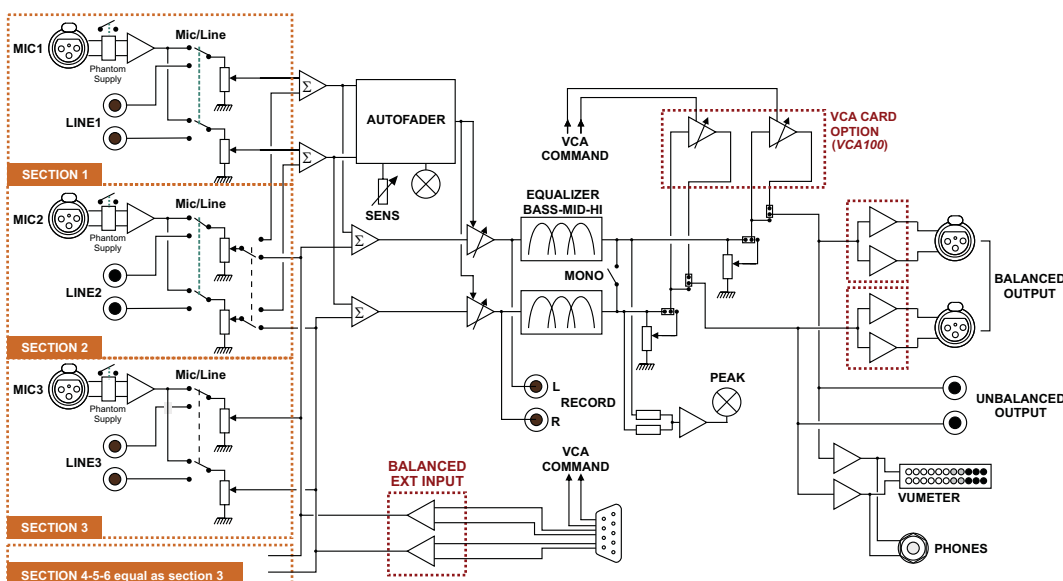 MIC1
Phantom
Supply
Mic/Line
LINE1
SECTION 1
MIC2
Phantom
Supply
Mic/Line
LINE2
SECTION 2
MIC3
Phantom
Supply
Mic/Line
LINE3
SECTION 3
SECTION 4-5-6 equal as section 3
Σ
Σ
Σ
Σ
AUTOFADER
SENS
VCA
COMMAND
EQUALIZER
BASS-MID-HI
MONO
VCA CARD
OPTION
(VCA100)
L
R
RECORD
PEAK
BALANCED
EXT INPUT
VCA
COMMAND
BALANCED
OUTPUT
UNBALANCED
OUTPUT
VUMETER
PHONES